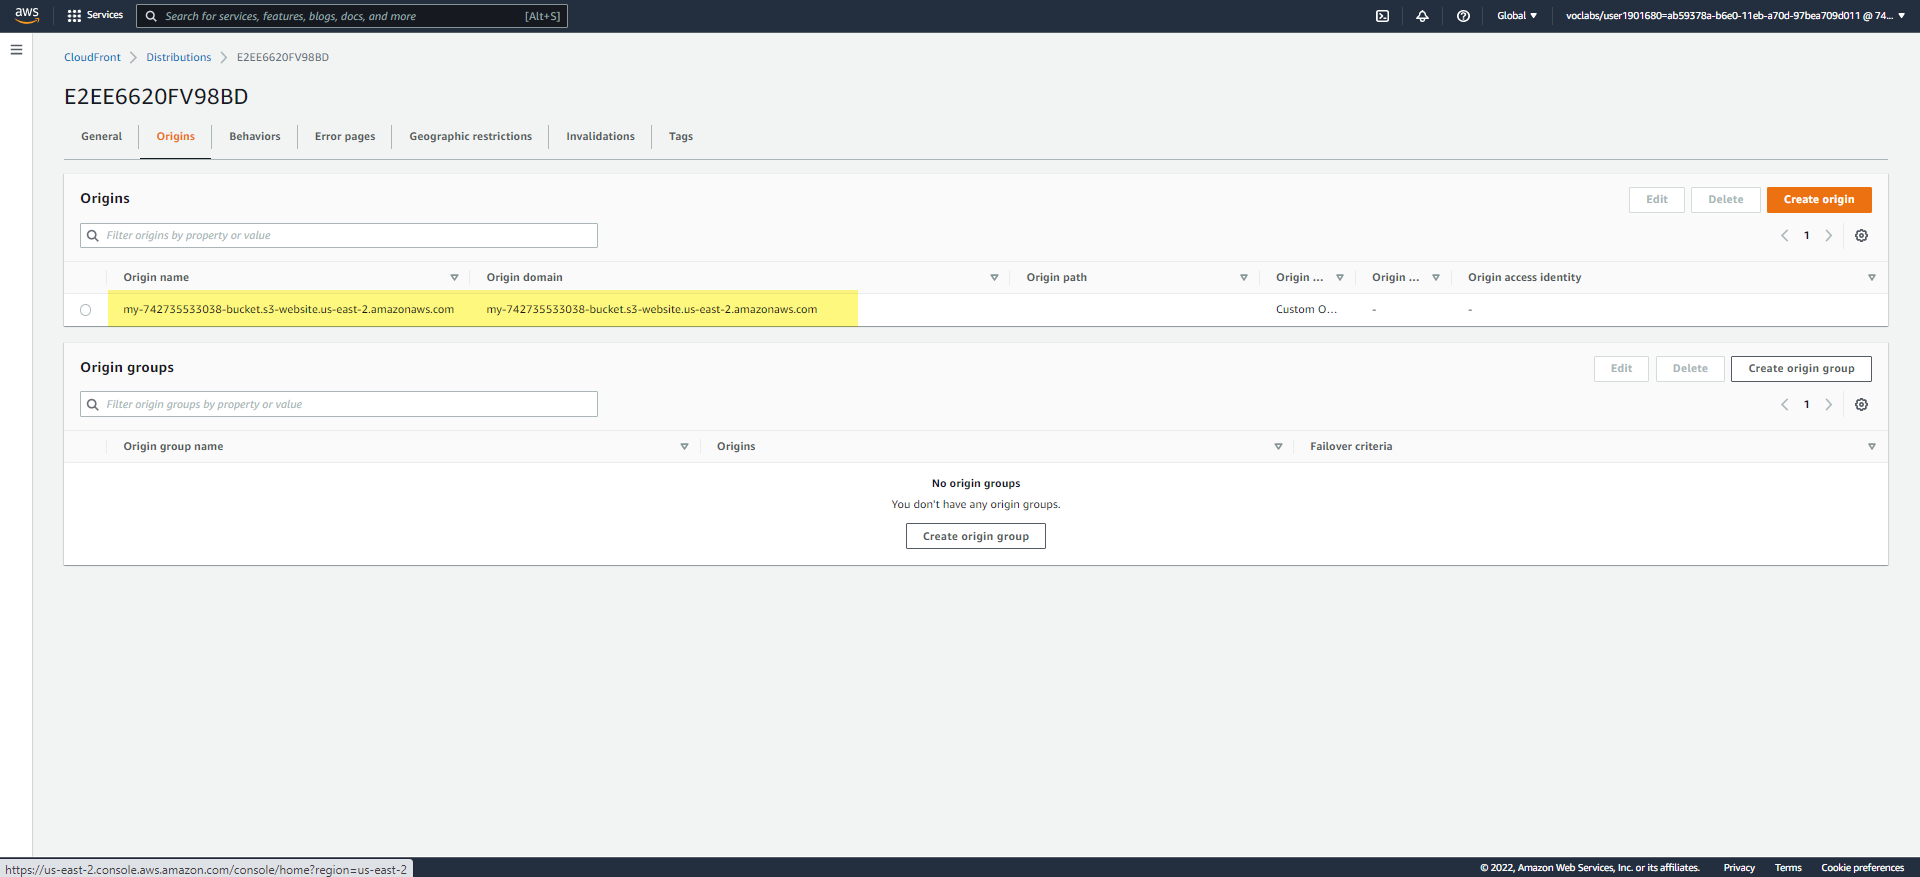 aws
Services
Search for services, features, blogs, docs, and more
[Alt+S]
Global
voclabs/user1901680=ab59378a-b6e0-11eb-a70d-97bea709d011 @ 74...
CloudFront
Distributions
E2EE6620FV98BD
E2EE6620FV98BD
General
Origins
Behaviors
Error pages
Geographic restrictions
Invalidations
Tags
Origins
Edit
Delete
Create origin
Filter origins by property or value
1
Origin name
Origin domain
Origin path
Origin ...
Origin ...
Origin access identity
my-742735533038-bucket.s3-website.us-east-2.amazonaws.com
my-742735533038-bucket.s3-website.us-east-2.amazonaws.com
Custom O...
-
-
Origin groups
Edit
Delete
Create origin group
Filter origin groups by property or value
1
Origin group name
Origins
Failover criteria
No origin groups
You don't have any origin groups.
Create origin group
https://us-east-2.console.aws.amazon.com/console/home?region=us-east-2
© 2022, Amazon Web Services, Inc. or its affiliates.
Privacy
Terms
Cookie preferences